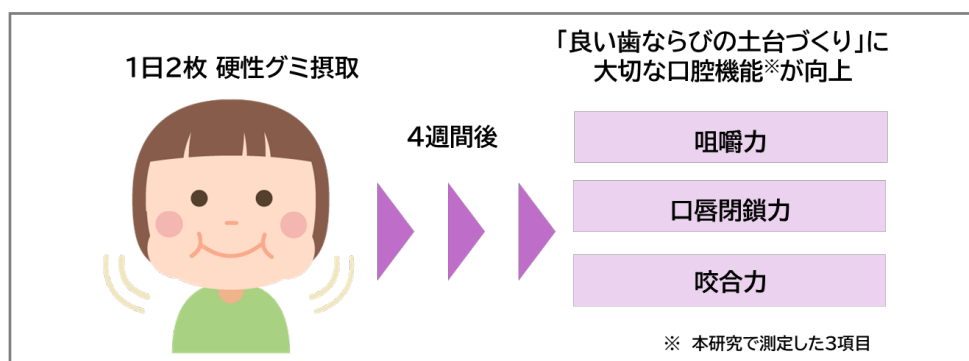 1日2枚 硬性グミ摂取
4週間後
「良い歯ならびの土台づくり」に
大切な口腔機能※が向上
咀嚼力
口唇閉鎖力
咬合力
※ 本研究で測定した3項目